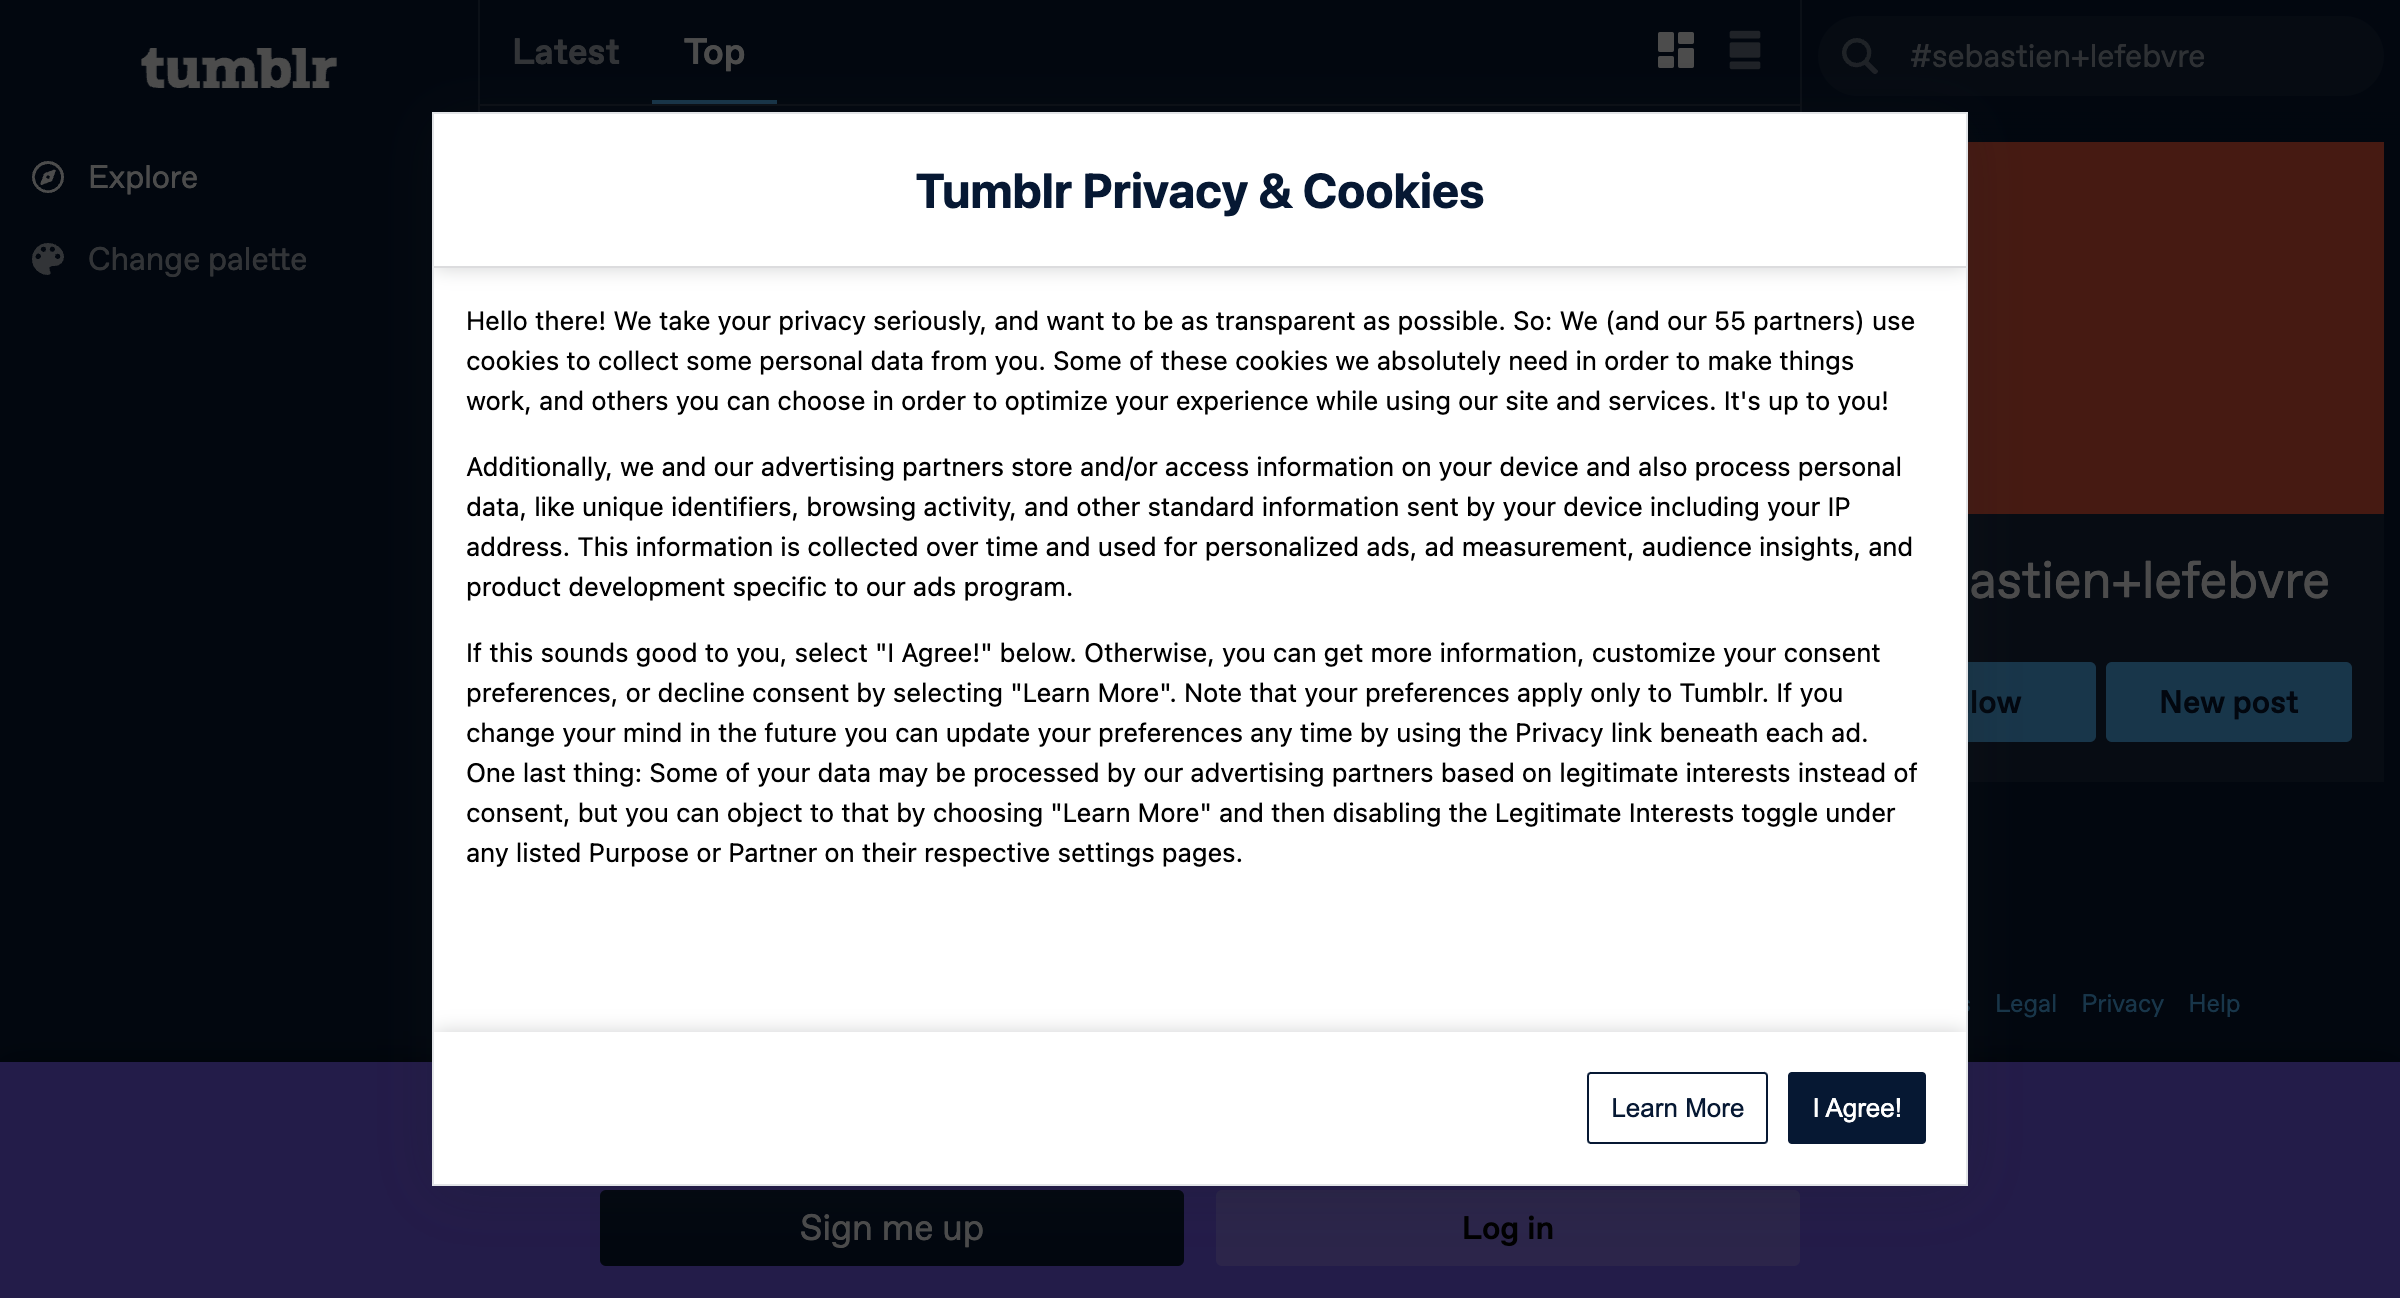 tumblr
Latest
Top
#sebastien+lefebvre
Explore
Change palette
Tumblr Privacy & Cookies
Hello there! We take your privacy seriously, and want to be as transparent as possible. So: We (and our 55 partners) use
cookies to collect some personal data from you. Some of these cookies we absolutely need in order to make things
work, and others you can choose in order to optimize your experience while using our site and services. It's up to you!
Additionally, we and our advertising partners store and/or access information on your device and also process personal
data, like unique identifiers, browsing activity, and other standard information sent by your device including your IP
address. This information is collected over time and used for personalized ads, ad measurement, audience insights, and
product development specific to our ads program.
If this sounds good to you, select "I Agree!" below. Otherwise, you can get more information, customize your consent
preferences, or decline consent by selecting "Learn More". Note that your preferences apply only to Tumblr. If you
change your mind in the future you can update your preferences any time by using the Privacy link beneath each ad.
One last thing: Some of your data may be processed by our advertising partners based on legitimate interests instead of
consent, but you can object to that by choosing "Learn More" and then disabling the Legitimate Interests toggle under
any listed Purpose or Partner on their respective settings pages.
astien+lefebvre
low
New post
Legal Privacy Help
Learn More
I Agree!
Sign me up
Log in